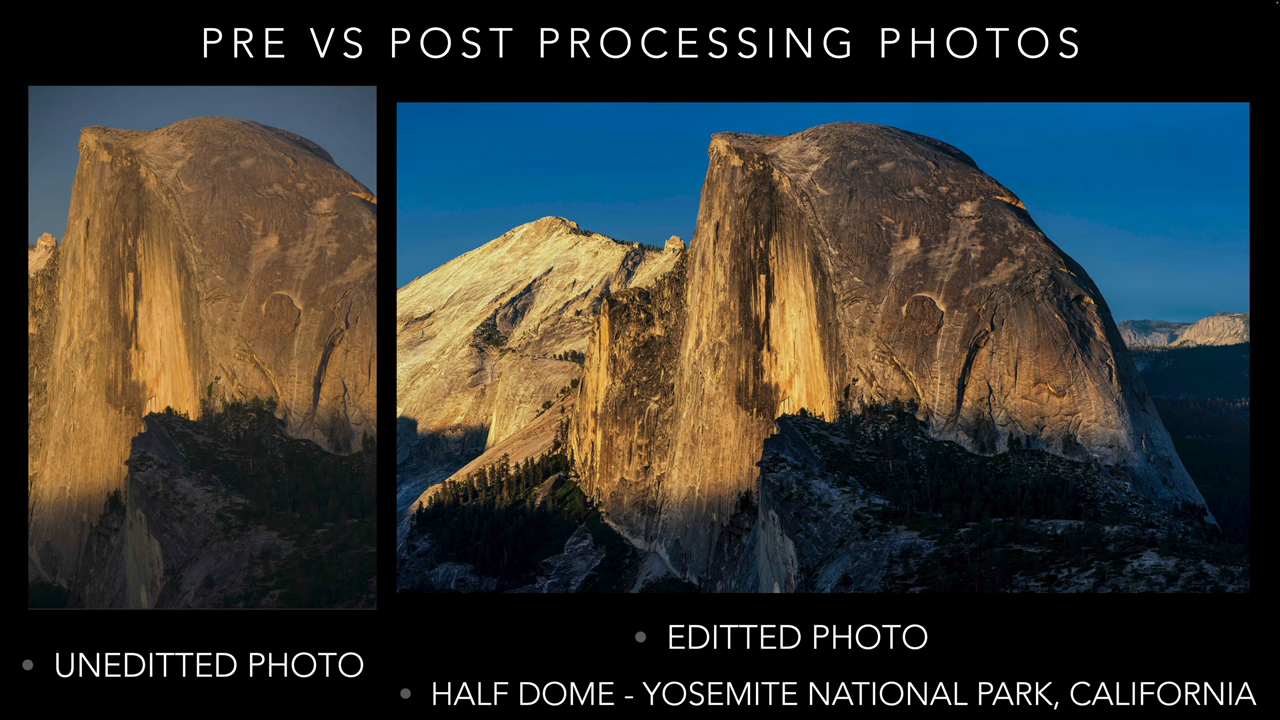 PRE VS POST PROCESSING PHOTOS
• UNEDITTED PHOTO
• EDITTED PHOTO
• HALF DOME - YOSEMITE NATIONAL PARK, CALIFORNIA